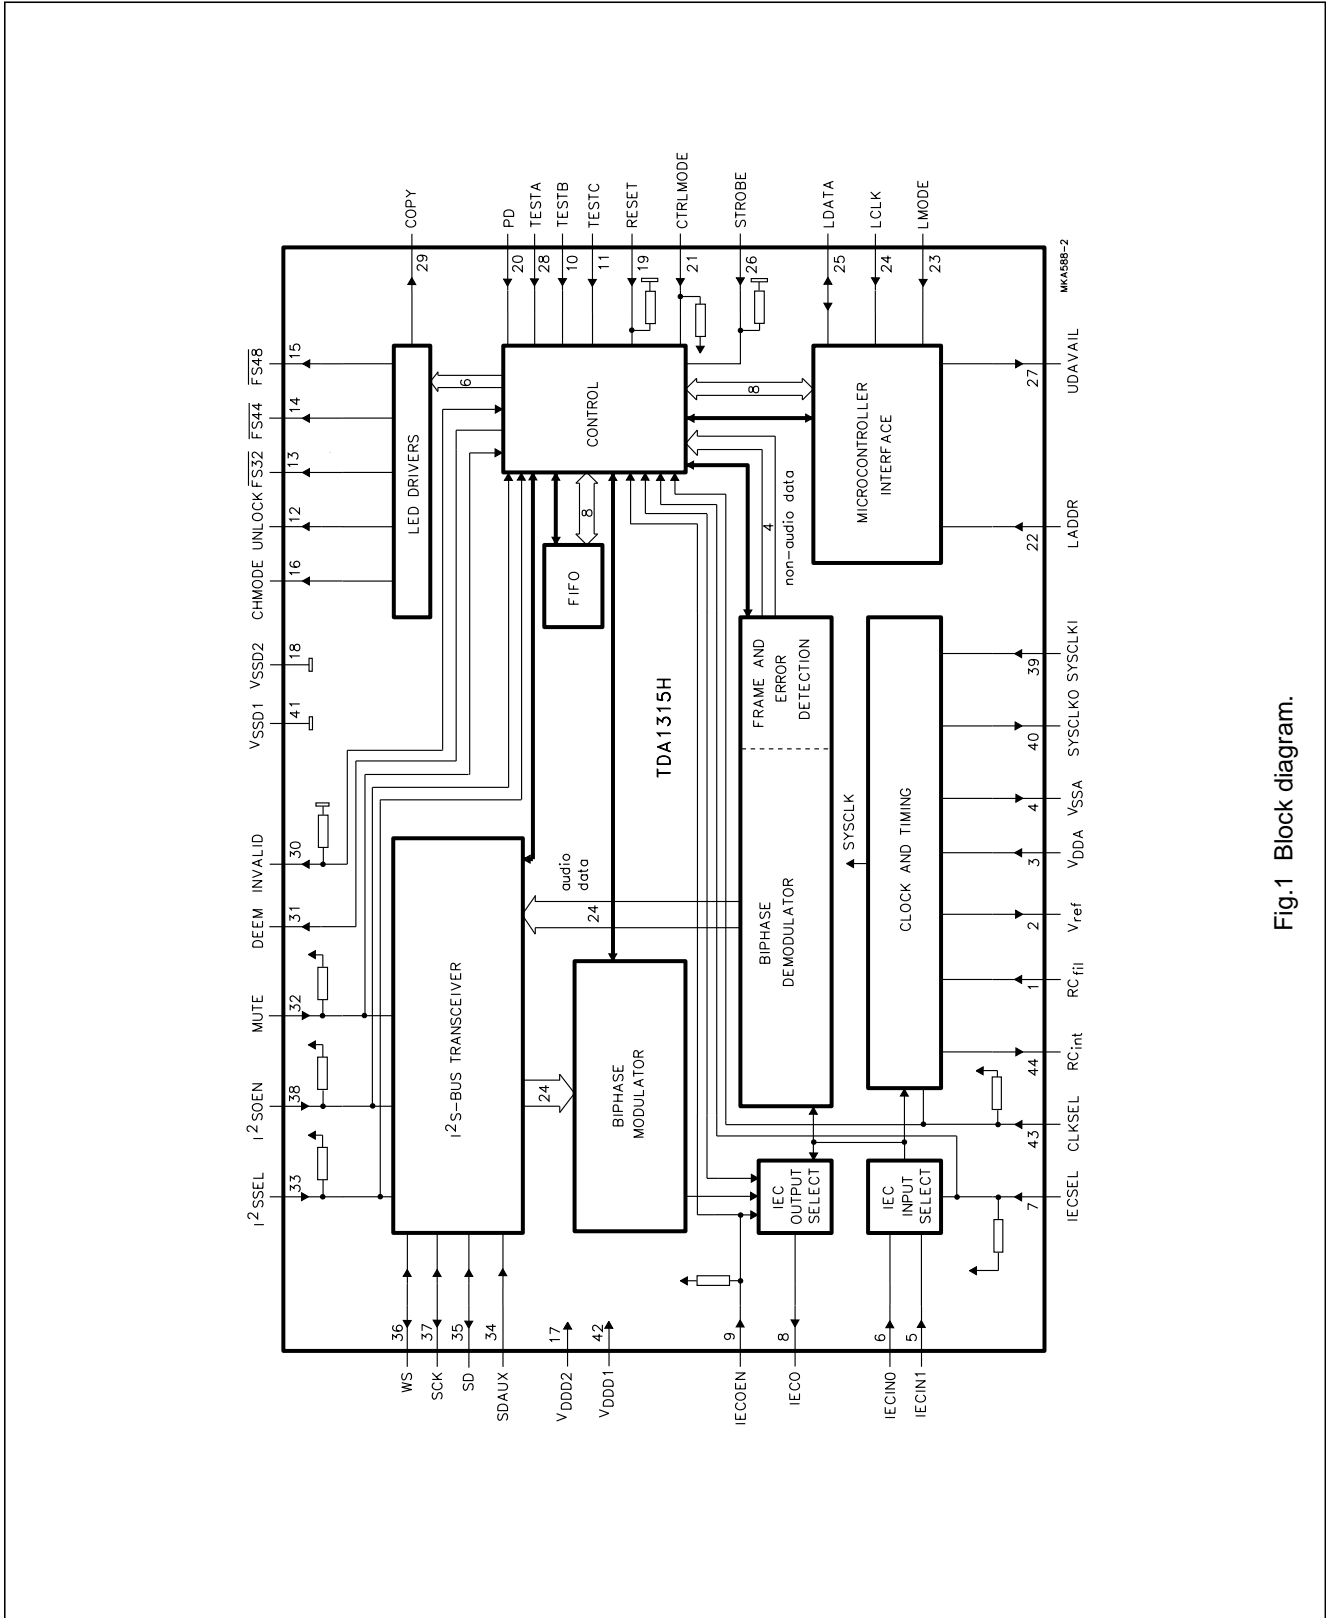 I2SSEL
33
I2SOEN
38
MUTE
32
DEEM
31
INVALID
30
VSSD1
41
VSSD2
18
CHMODE
16
UNLOCK
12
FS32
13
FS44
14
FS48
15
COPY
29
LED DRIVERS
6
PD
20
TESTA
28
TESTB
10
TESTC
11
RESET
19
CTRLMODE
21
STROBE
26
CONTROL
FIFO
8
8
WS
36
SCK
37
SD
35
SDAUX
34
VDDD2
17
VDDD1
42
I2S-BUS TRANSCEIVER
24
audio
data
24
BIPHASE
MODULATOR
TDA1315H
4
non-audio data
IECOEN
9
IECO
8
IECIN0
6
IECIN1
5
IEC
OUTPUT
SELECT
IEC
INPUT
SELECT
BIPHASE
DEMODULATOR
FRAME AND
ERROR
DETECTION
SYSCLK
CLOCK AND TIMING
MICROCONTROLLER
INTERFACE
LDATA
25
LCLK
24
LMODE
23
7
IECSEL
43
CLKSEL
44
RCint
1
RCfil
2
Vref
3
VDDA
4
VSSA
40
SYSCLKO
39
SYSCLKI
22
LADDR
27
UDAVAIL
MKA588-2
Fig.1 Block diagram.